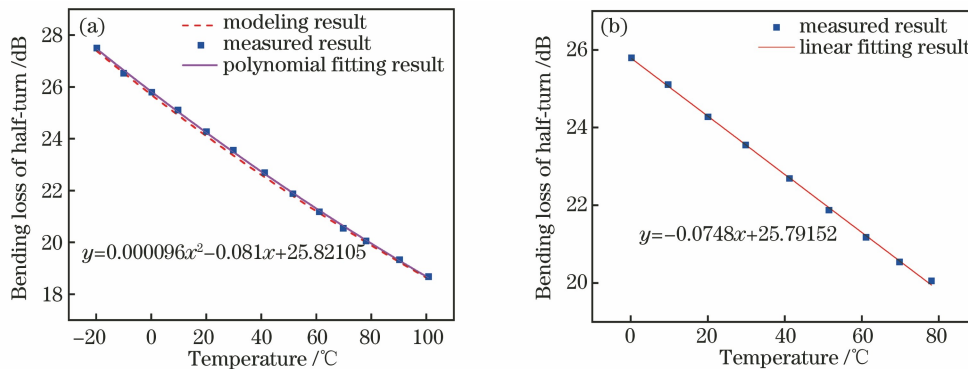 (a)
modeling result
measured result
polynomial fitting result
Bending loss of half-turn /dB
28
26
24
22
20
18
y=0.000096x²−0.081x+25.82105
−20 0 20 40 60 80 100
Temperature /℃
(b)
measured result
linear fitting result
Bending loss of half-turn /dB
26
24
22
20
y=−0.0748x+25.79152
0 20 40 60 80
Temperature /℃